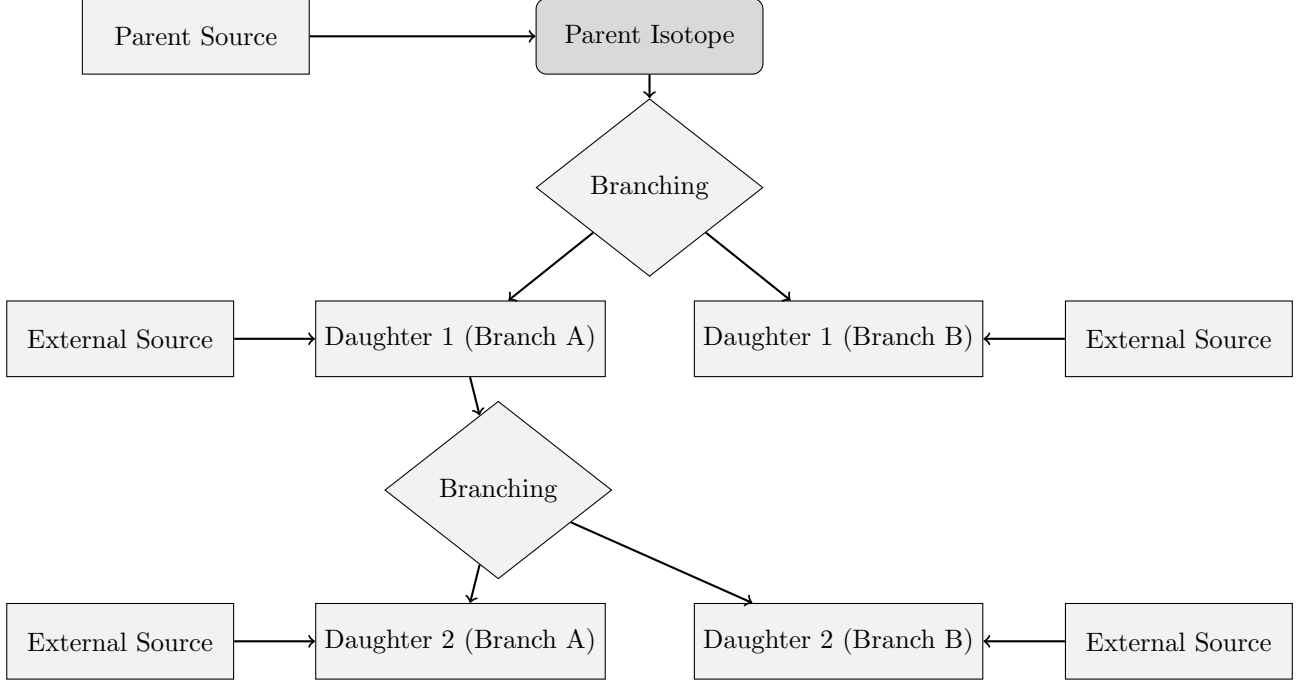 Parent Source
Parent Isotope
Branching
External Source
Daughter 1 (Branch A)
Daughter 1 (Branch B)
External Source
Branching
External Source
Daughter 2 (Branch A)
Daughter 2 (Branch B)
External Source